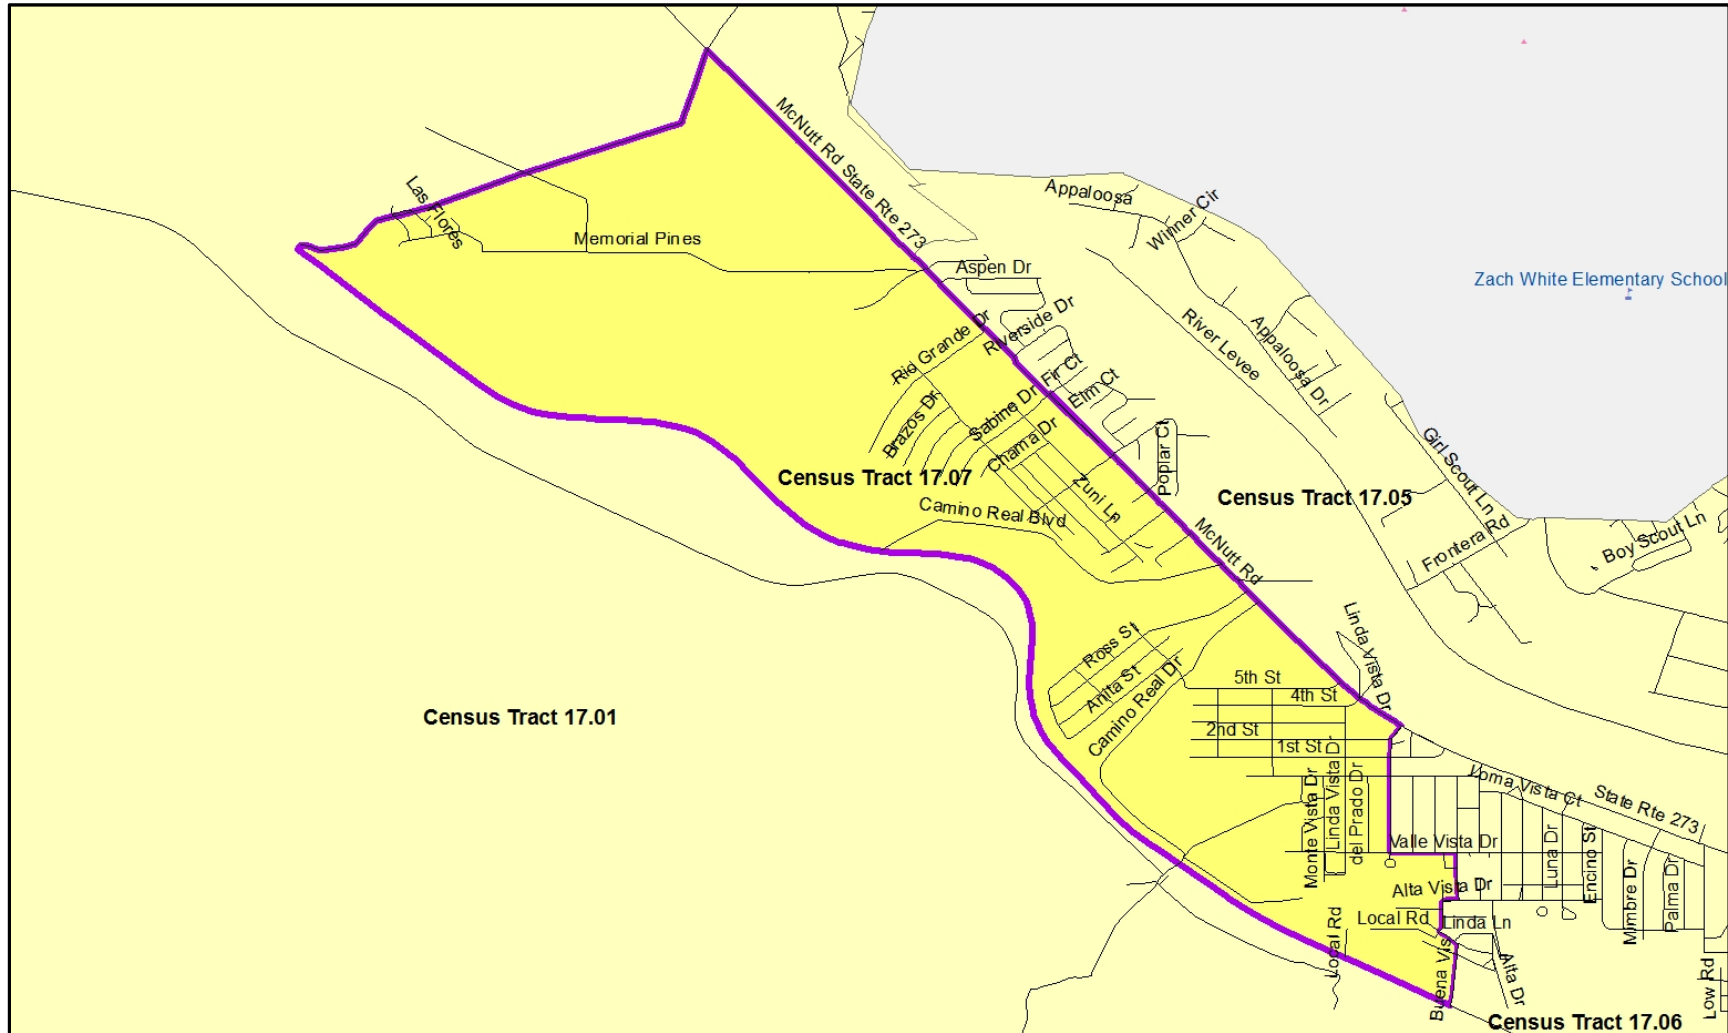 McNutt Rd State Rte 273
Appaloosa
Winner Cir
Las Flores
Memorial Pines
Aspen Dr
Zach White Elementary School
Riverside Dr
River Levee
Rio Grande Dr
Appaloosa Dr
Fir Ct
Elm Ct
Brazos Dr
Sabine Dr
Chama Dr
Poplar Ct
Girl Scout Ln
Census Tract 17.07
Zuni Ln
Census Tract 17.05
Camino Real Blvd
McNutt Rd
Frontera Rd
Boy Scout Ln
Linda Vista Dr
Ross St
Anita St
Camino Real Dr
5th St
4th St
Census Tract 17.01
2nd St
1st St
Monte Vista Dr
Linda Vista Dr
del Prado Dr
Loma Vista Ct
State Rte 273
Valle Vista Dr
Luna Dr
Encino St
Mimbre Dr
Palma Dr
Alta Vista Dr
Local Rd
Linda Ln
Local Rd
Buena Vis
Alta Dr
Low Rd
Census Tract 17.06